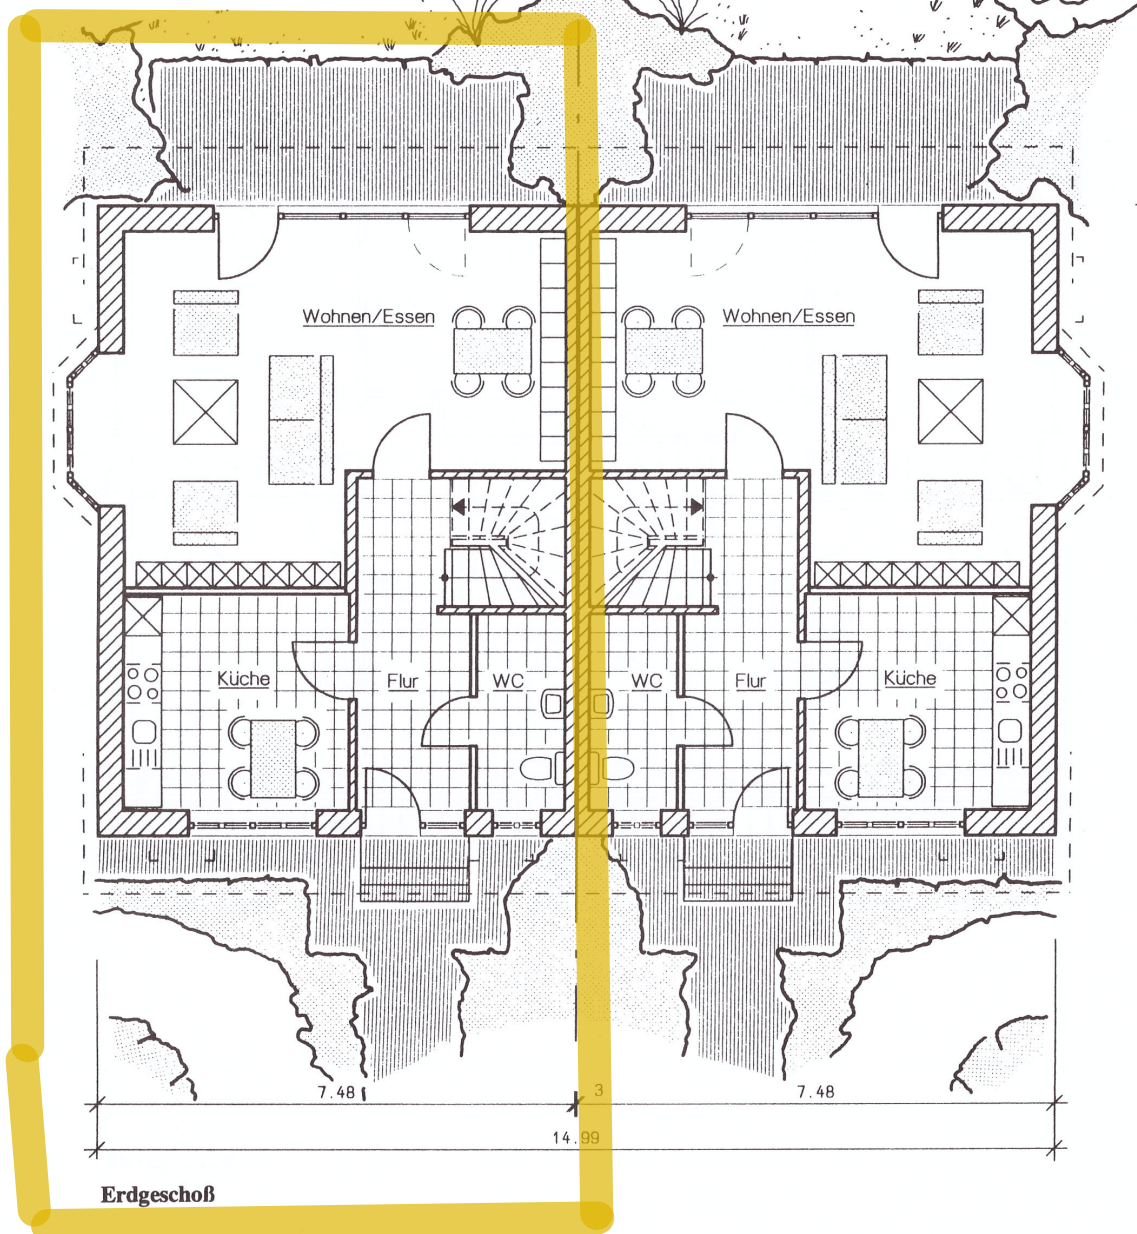 Wohnen/Essen Wohnen/Essen
Küche Flur WC WC Flur Küche
7.48 3 7.48
14.99
Erdgeschoß